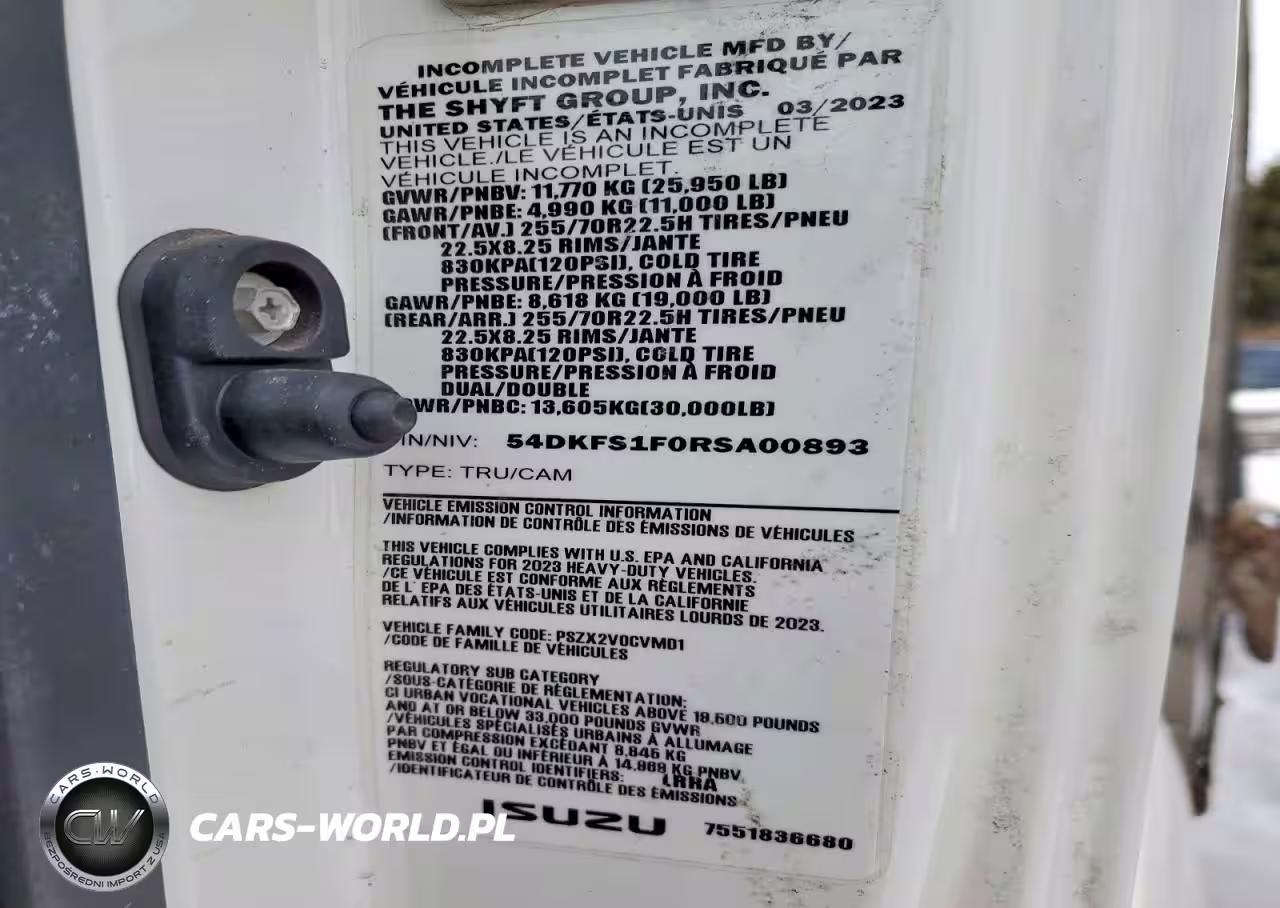 INCOMPLETE VEHICLE MFD BY/
VÉHICULE INCOMPLET FABRIQUÉ PAR
THE SHYFT GROUP, INC.
UNITED STATES/ÉTATS-UNIS 03/2023
THIS VEHICLE IS AN INCOMPLETE
VEHICLE./LE VÉHICULE EST UN
VÉHICULE INCOMPLET.
GVWR/PNBV: 11,770 KG (25,950 LB)
GAWR/PNBE: 4,990 KG (11,000 LB)
(FRONT/AV.) 255/70R22.5H TIRES/PNEU
22.5X8.25 RIMS/JANTE
830KPA(120PSI), COLD TIRE
PRESSURE/PRESSION À FROID
GAWR/PNBE: 8,618 KG (19,000 LB)
(REAR/ARR.) 255/70R22.5H TIRES/PNEU
22.5X8.25 RIMS/JANTE
830KPA(120PSI), COLD TIRE
PRESSURE/PRESSION À FROID
DUAL/DOUBLE
WR/PNBC: 13,605KG(30,000LB)
IN/NIV: 54DKFS1F0RSA00893
TYPE: TRU/CAM
VEHICLE EMISSION CONTROL INFORMATION
/INFORMATION DE CONTRÔLE DES ÉMISSIONS DE VÉHICULES
THIS VEHICLE COMPLIES WITH U.S. EPA AND CALIFORNIA
REGULATIONS FOR 2023 HEAVY-DUTY VEHICLES.
/CE VÉHICULE EST CONFORME AUX RÈGLEMENTS
DE L' EPA DES ÉTATS-UNIS ET DE LA CALIFORNIE
RELATIFS AUX VÉHICULES UTILITAIRES LOURDS DE 2023.
VEHICLE FAMILY CODE: PSZX2VOCVMD1
/CODE DE FAMILLE DE VÉHICULES
REGULATORY SUB CATEGORY
/SOUS-CATÉGORIE DE RÉGLEMENTATION:
CI URBAN VOCATIONAL VEHICLES ABOVE 19,500 POUNDS
AND AT OR BELOW 33,000 POUNDS GVWR
/VÉHICULES SPÉCIALISÉS URBAINS À ALLUMAGE
PAR COMPRESSION EXCÉDANT 8,845 KG
PNBV ET ÉGAL OU INFÉRIEUR À 14,969 KG PNBV
EMISSION CONTROL IDENTIFIERS: LRRA
/IDENTIFICATEUR DE CONTRÔLE DES ÉMISSIONS
ISUZU 7551836680
CARS-WORLD
CW
BEZPOŚREDNI IMPORT Z USA
CARS-WORLD.PL